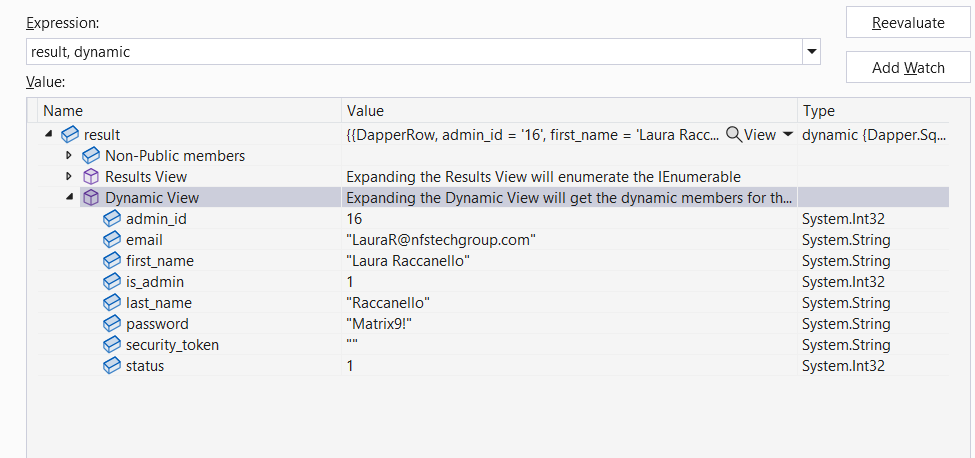 Expression:
Reevaluate
result, dynamic
Add Watch
Value:
Name Value Type
result {{DapperRow, admin_id = '16', first_name = 'Laura Racc... View dynamic {Dapper.Sq...
Non-Public members
Results View Expanding the Results View will enumerate the IEnumerable
Dynamic View Expanding the Dynamic View will get the dynamic members for th...
admin_id 16 System.Int32
email "LauraR@nfstechgroup.com" System.String
first_name "Laura Raccanello" System.String
is_admin 1 System.Int32
last_name "Raccanello" System.String
password "Matrix9!" System.String
security_token "" System.String
status 1 System.Int32